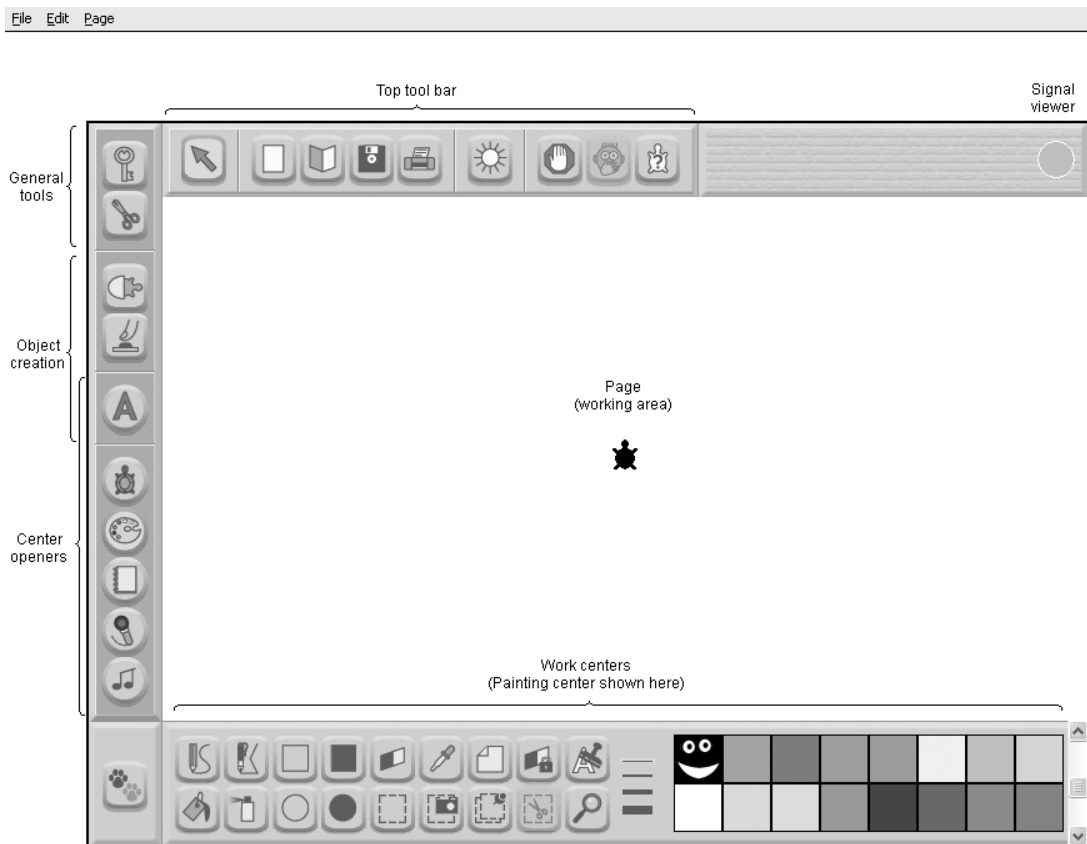 File Edit Page
Top tool bar
Signal
viewer
General
tools
Object
creation
Page
(working area)
Center
openers
Work centers
(Painting center shown here)